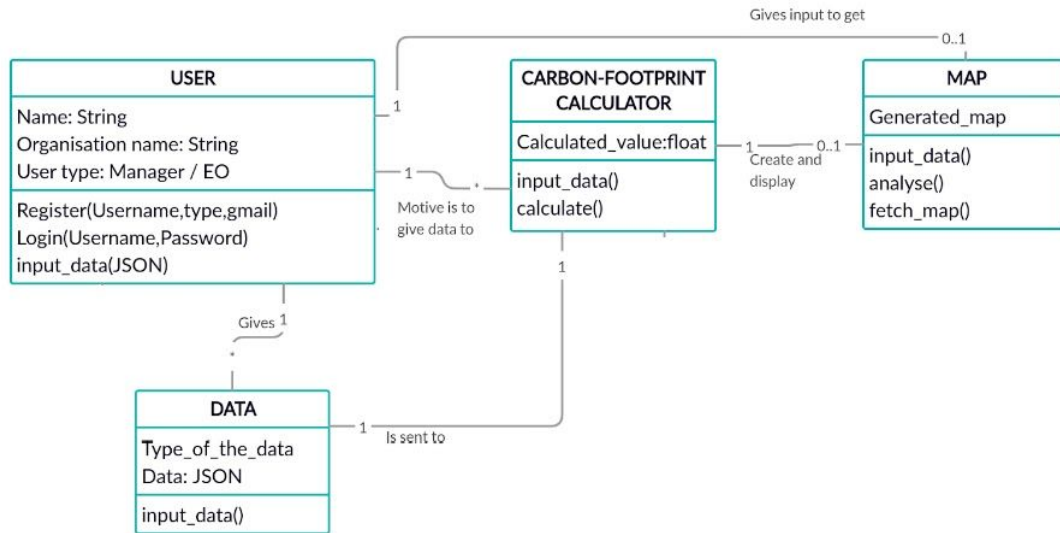 Gives input to get
0..1
1
USER
Name: String
Organisation name: String
User type: Manager / EO
Register(Username,type,gmail)
Login(Username,Password)
input_data(JSON)
1
*
Motive is to
give data to
CARBON-FOOTPRINT
CALCULATOR
Calculated_value:float
input_data()
calculate()
1
0..1
Create and
display
MAP
Generated_map
input_data()
analyse()
fetch_map()
1
Gives
1
*
DATA
Type_of_the_data
Data: JSON
input_data()
1
Is sent to